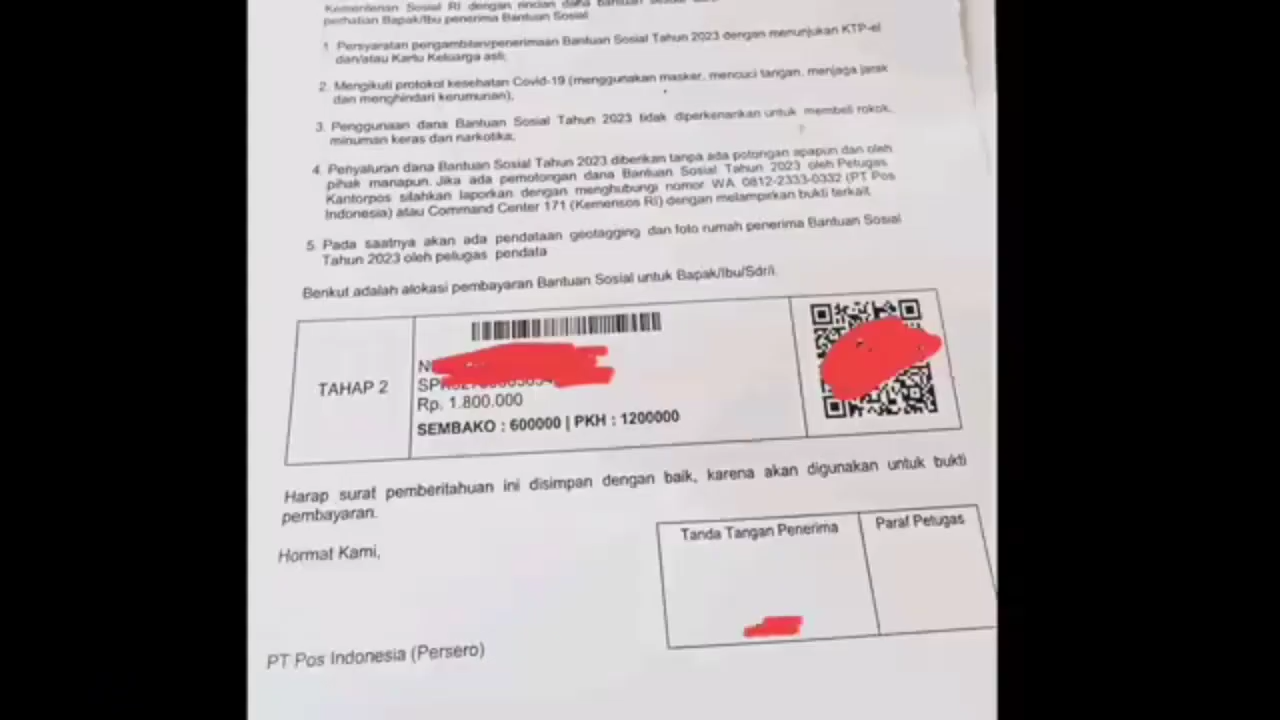 Kementerian Sosial RI dengan rincian dana bantuan
perhatian Bapak/Ibu penerima Bantuan Sosial
1. Persyaratan pengambilan/penerimaan Bantuan Sosial Tahun 2023 dengan menunjukan KTP-el
dan/atau Kartu Keluarga asli;
2. Mengikuti protokol kesehatan Covid-19 (menggunakan masker, mencuci tangan, menjaga jarak
dan menghindari kerumunan);
3. Penggunaan dana Bantuan Sosial Tahun 2023 tidak diperkenankan untuk membeli rokok,
minuman keras dan narkotika;
4. Penyaluran dana Bantuan Sosial Tahun 2023 diberikan tanpa ada potongan apapun dan oleh
pihak manapun. Jika ada pemotongan dana Bantuan Sosial Tahun 2023 oleh Petugas
Kantorpos silahkan laporkan dengan menghubungi nomor WA 0812-2333-0332 (PT Pos
Indonesia) atau Command Center 171 (Kemensos RI) dengan melampirkan bukti terkait
5. Pada saatnya akan ada pendataan geotagging dan foto rumah penerima Bantuan Sosial
Tahun 2023 oleh petugas pendata
Berikut adalah alokasi pembayaran Bantuan Sosial untuk Bapak/Ibu/Sdr/i.
TAHAP 2
Rp. 1.800.000
SEMBAKO : 600000 | PKH : 1200000
Harap surat pemberitahuan ini disimpan dengan baik, karena akan digunakan untuk bukti
pembayaran.
Hormat Kami,
Tanda Tangan Penerima
Paraf Petugas
PT Pos Indonesia (Persero)